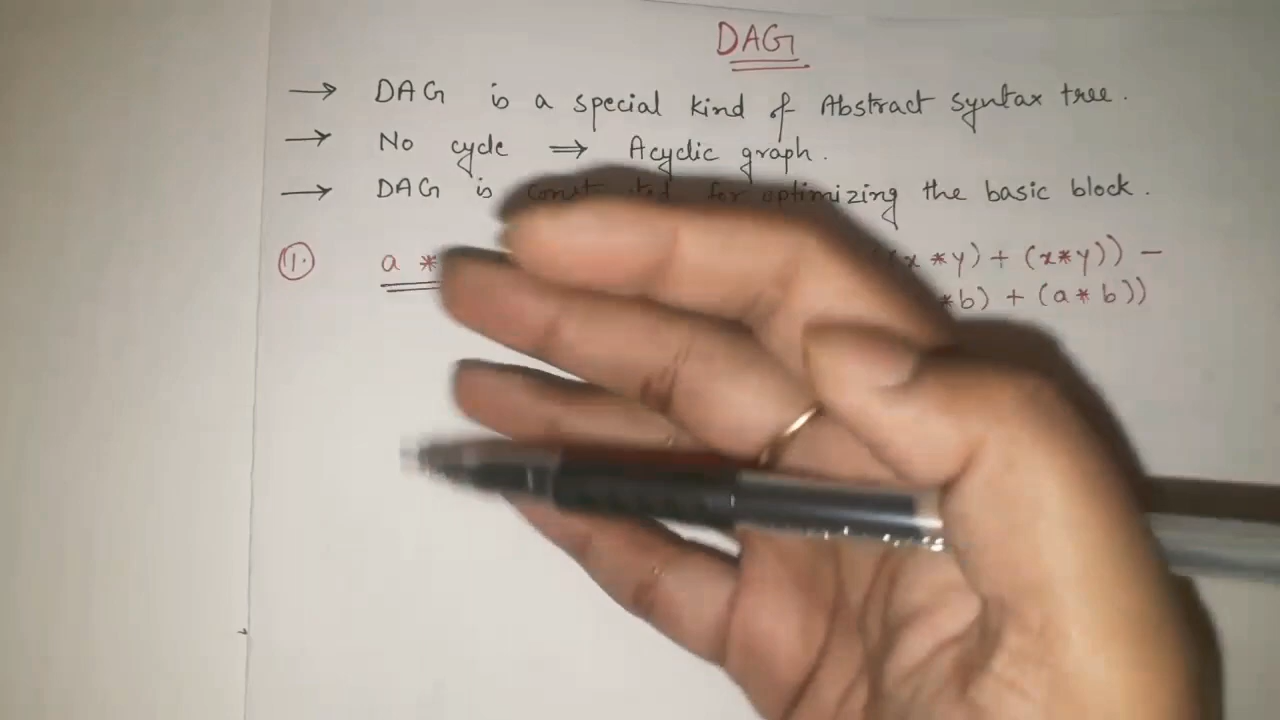 DAG
→ DAG is a special kind of Abstract syntax tree.
→ No cycle ⇒ Acyclic graph.
→ DAG is for optimizing the basic block.
1. a * (x*y) + (x*y)) −
*b) + (a*b))